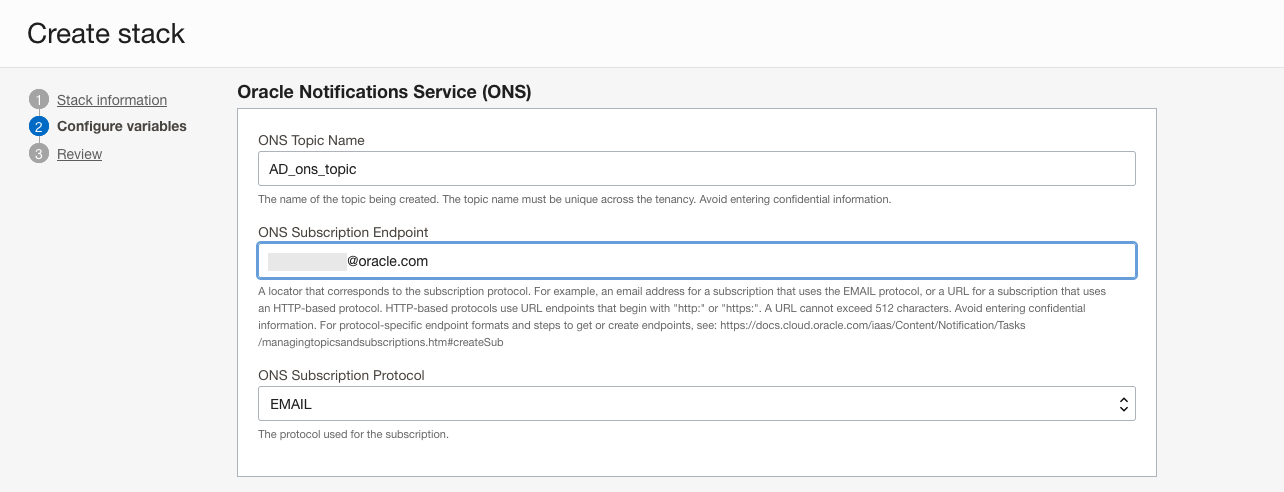 Create stack
1 Stack information
2 Configure variables
3 Review
Oracle Notifications Service (ONS)
ONS Topic Name
AD_ons_topic
The name of the topic being created. The topic name must be unique across the tenancy. Avoid entering confidential information.
ONS Subscription Endpoint
@oracle.com
A locator that corresponds to the subscription protocol. For example, an email address for a subscription that uses the EMAIL protocol, or a URL for a subscription that uses
an HTTP-based protocol. HTTP-based protocols use URL endpoints that begin with "http:" or "https:". A URL cannot exceed 512 characters. Avoid entering confidential
information. For protocol-specific endpoint formats and steps to get or create endpoints, see: https://docs.cloud.oracle.com/iaas/Content/Notification/Tasks
/managingtopicsandsubscriptions.htm#createSub
ONS Subscription Protocol
EMAIL
The protocol used for the subscription.